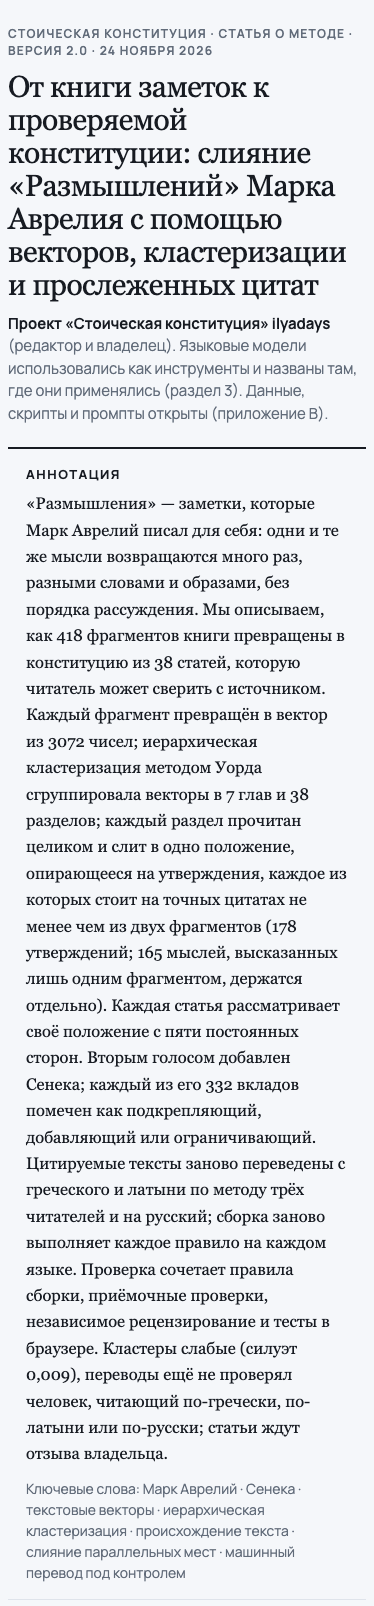 СТОИЧЕСКАЯ КОНСТИТУЦИЯ · СТАТЬЯ О МЕТОДЕ ·
ВЕРСИЯ 2.0 · 24 НОЯБРЯ 2026
От книги заметок к
проверяемой
конституции: слияние
«Размышлений» Марка
Аврелия с помощью
векторов, кластеризации
и прослеженных цитат
Проект «Стоическая конституция» ilyadays
(редактор и владелец). Языковые модели
использовались как инструменты и названы там,
где они применялись (раздел 3). Данные,
скрипты и промпты открыты (приложение B).
АННОТАЦИЯ
«Размышления» — заметки, которые
Марк Аврелий писал для себя: одни и те
же мысли возвращаются много раз,
разными словами и образами, без
порядка рассуждения. Мы описываем,
как 418 фрагментов книги превращены в
конституцию из 38 статей, которую
читатель может сверить с источником.
Каждый фрагмент превращён в вектор
из 3072 чисел; иерархическая
кластеризация методом Уорда
сгруппировала векторы в 7 глав и 38
разделов; каждый раздел прочитан
целиком и слит в одно положение,
опирающееся на утверждения, каждое из
которых стоит на точных цитатах не
менее чем из двух фрагментов (178
утверждений; 165 мыслей, высказанных
лишь одним фрагментом, держатся
отдельно). Каждая статья рассматривает
своё положение с пяти постоянных
сторон. Вторым голосом добавлен
Сенека; каждый из его 332 вкладов
помечен как подкрепляющий,
добавляющий или ограничивающий.
Цитируемые тексты заново переведены с
греческого и латыни по методу трёх
читателей и на русский; сборка заново
выполняет каждое правило на каждом
языке. Проверка сочетает правила
сборки, приёмочные проверки,
независимое рецензирование и тесты в
браузере. Кластеры слабые (силуэт
0,009), переводы ещё не проверял
человек, читающий по-гречески, по-
латыни или по-русски; статьи ждут
отзыва владельца.
Ключевые слова: Марк Аврелий · Сенека ·
текстовые векторы · иерархическая
кластеризация · происхождение текста ·
слияние параллельных мест · машинный
перевод под контролем